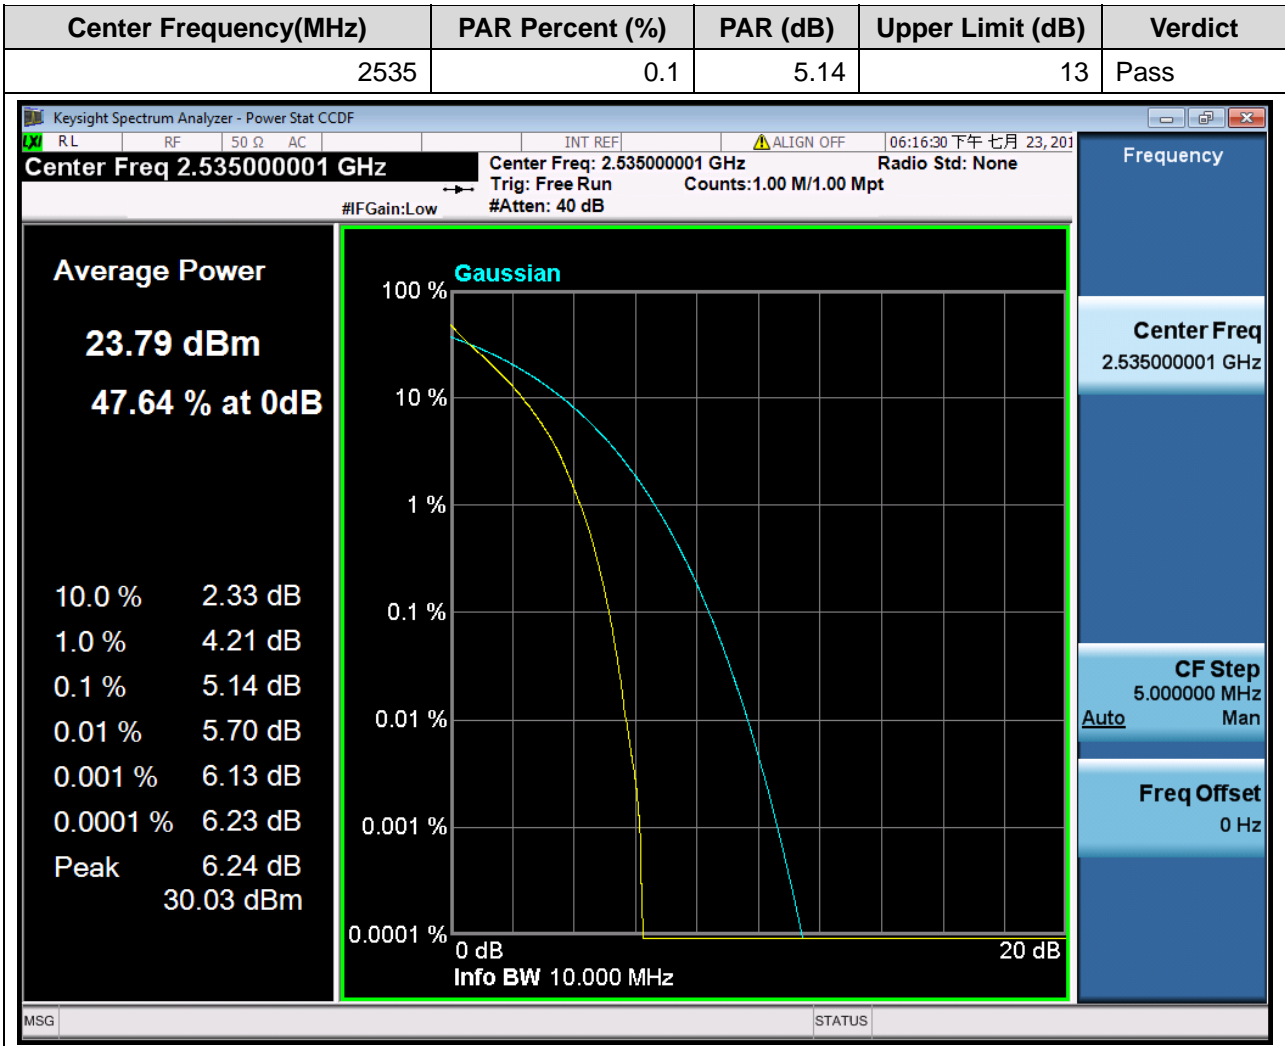 Center Frequency(MHz) PAR Percent (%) PAR (dB) Upper Limit (dB) Verdict
2535 0.1 5.14 13 Pass
Keysight Spectrum Analyzer - Power Stat CCDF
LXI RL RF 50 Ω AC INT REF ALIGN OFF 06:16:30 下午 七月 23, 201
Center Freq 2.535000001 GHz
Center Freq: 2.535000001 GHz Radio Std: None
Trig: Free Run Counts:1.00 M/1.00 Mpt
#IFGain:Low #Atten: 40 dB
Average Power
23.79 dBm
47.64 % at 0dB
10.0 % 2.33 dB
1.0 % 4.21 dB
0.1 % 5.14 dB
0.01 % 5.70 dB
0.001 % 6.13 dB
0.0001 % 6.23 dB
Peak 6.24 dB
30.03 dBm
Gaussian
100 %
10 %
1 %
0.1 %
0.01 %
0.001 %
0.0001 %
0 dB 20 dB
Info BW 10.000 MHz
Frequency
Center Freq
2.535000001 GHz
CF Step
5.000000 MHz
Auto Man
Freq Offset
0 Hz
MSG STATUS